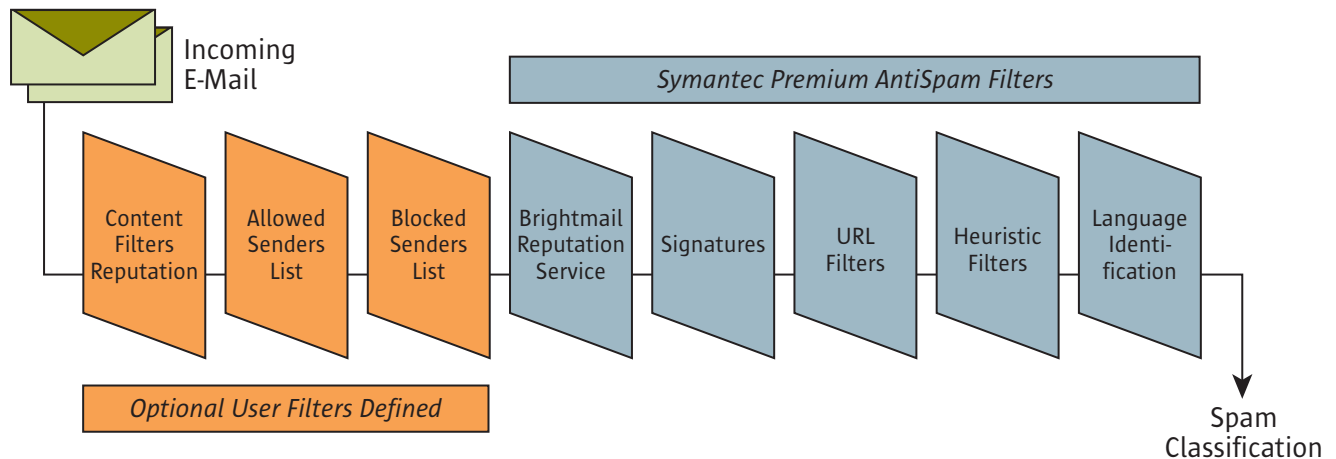 Incoming
E-Mail
Symantec Premium AntiSpam Filters
Content
Filters
Reputation
Allowed
Senders
List
Blocked
Senders
List
Brightmail
Reputation
Service
Signatures
URL
Filters
Heuristic
Filters
Language
Identi-
fication
Optional User Filters Defined
Spam
Classification